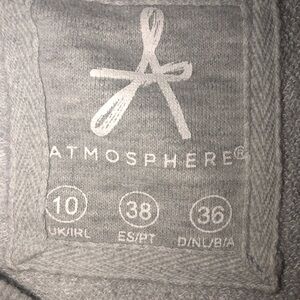 ATMOSPHERE®
10 38 36
UK/IRL ES/PT D/NL/B/A